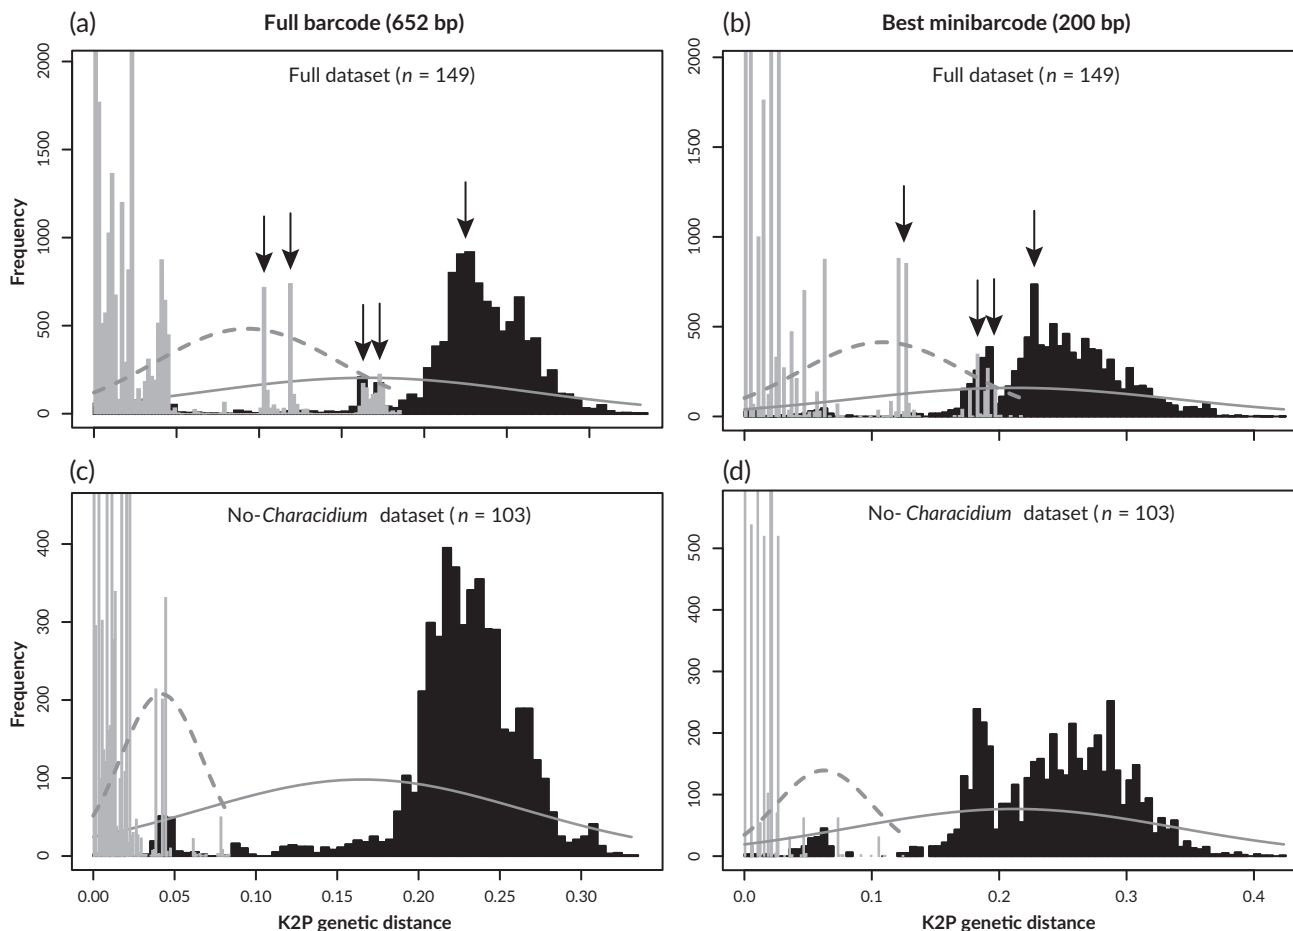 (a) Full barcode (652 bp)
Full dataset (n = 149)
2000
1500
1000
500
0
Frequency
(b) Best minibarcode (200 bp)
Full dataset (n = 149)
2000
1500
1000
500
0
(c)
No-Characidium dataset (n = 103)
400
300
200
100
0
Frequency
0.00 0.05 0.10 0.15 0.20 0.25 0.30
K2P genetic distance
(d)
No- Characidium dataset (n = 103)
500
400
300
200
100
0
0.0 0.1 0.2 0.3 0.4
K2P genetic distance